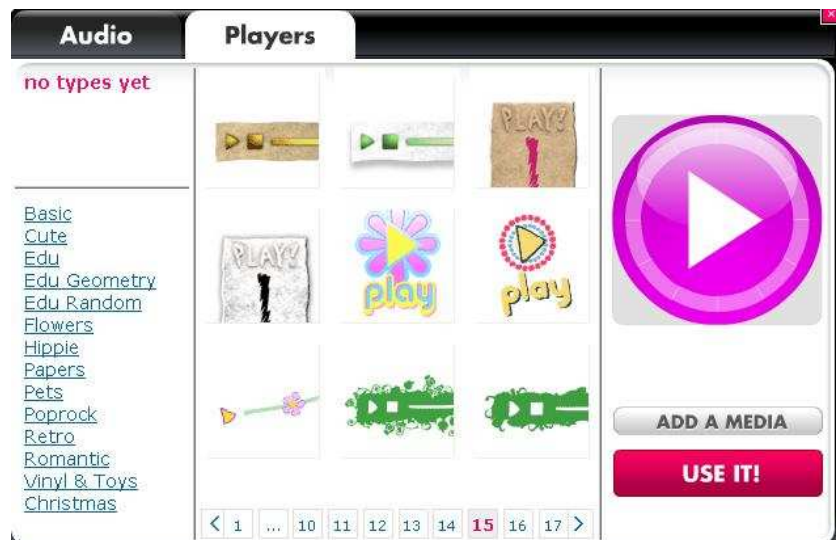 Audio
Players
no types yet
Basic
Cute
Edu
Edu Geometry
Edu Random
Flowers
Hippie
Papers
Pets
Poprock
Retro
Romantic
Vinyl & Toys
Christmas
PLAY?
PLAY?
play
play
< 1 ... 10 11 12 13 14 15 16 17 >
ADD A MEDIA
USE IT!